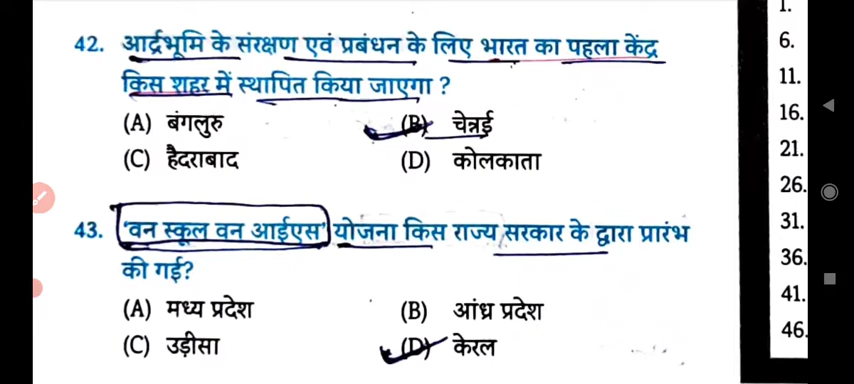 42. आर्द्रभूमि के संरक्षण एवं प्रबंधन के लिए भारत का पहला केंद्र
किस शहर में स्थापित किया जाएगा ?
(A) बंगलुरु (B) चेन्नई
(C) हैदराबाद (D) कोलकाता
43. 'वन स्कूल वन आईएस' योजना किस राज्य सरकार के द्वारा प्रारंभ
की गई?
(A) मध्य प्रदेश (B) आंध्र प्रदेश
(C) उड़ीसा (D) केरल
1.
6.
11.
16.
21.
26.
31.
36.
41.
46.